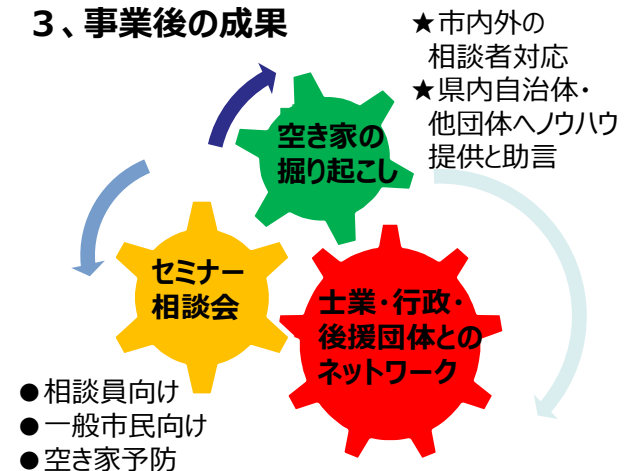 ３、事業後の成果
★市内外の
相談者対応
★県内自治体・
他団体へノウハウ
提供と助言
空き家の
掘り起こし
セミナー
相談会
士業・行政・
後援団体との
ネットワーク
●相談員向け
●一般市民向け
●空き家予防